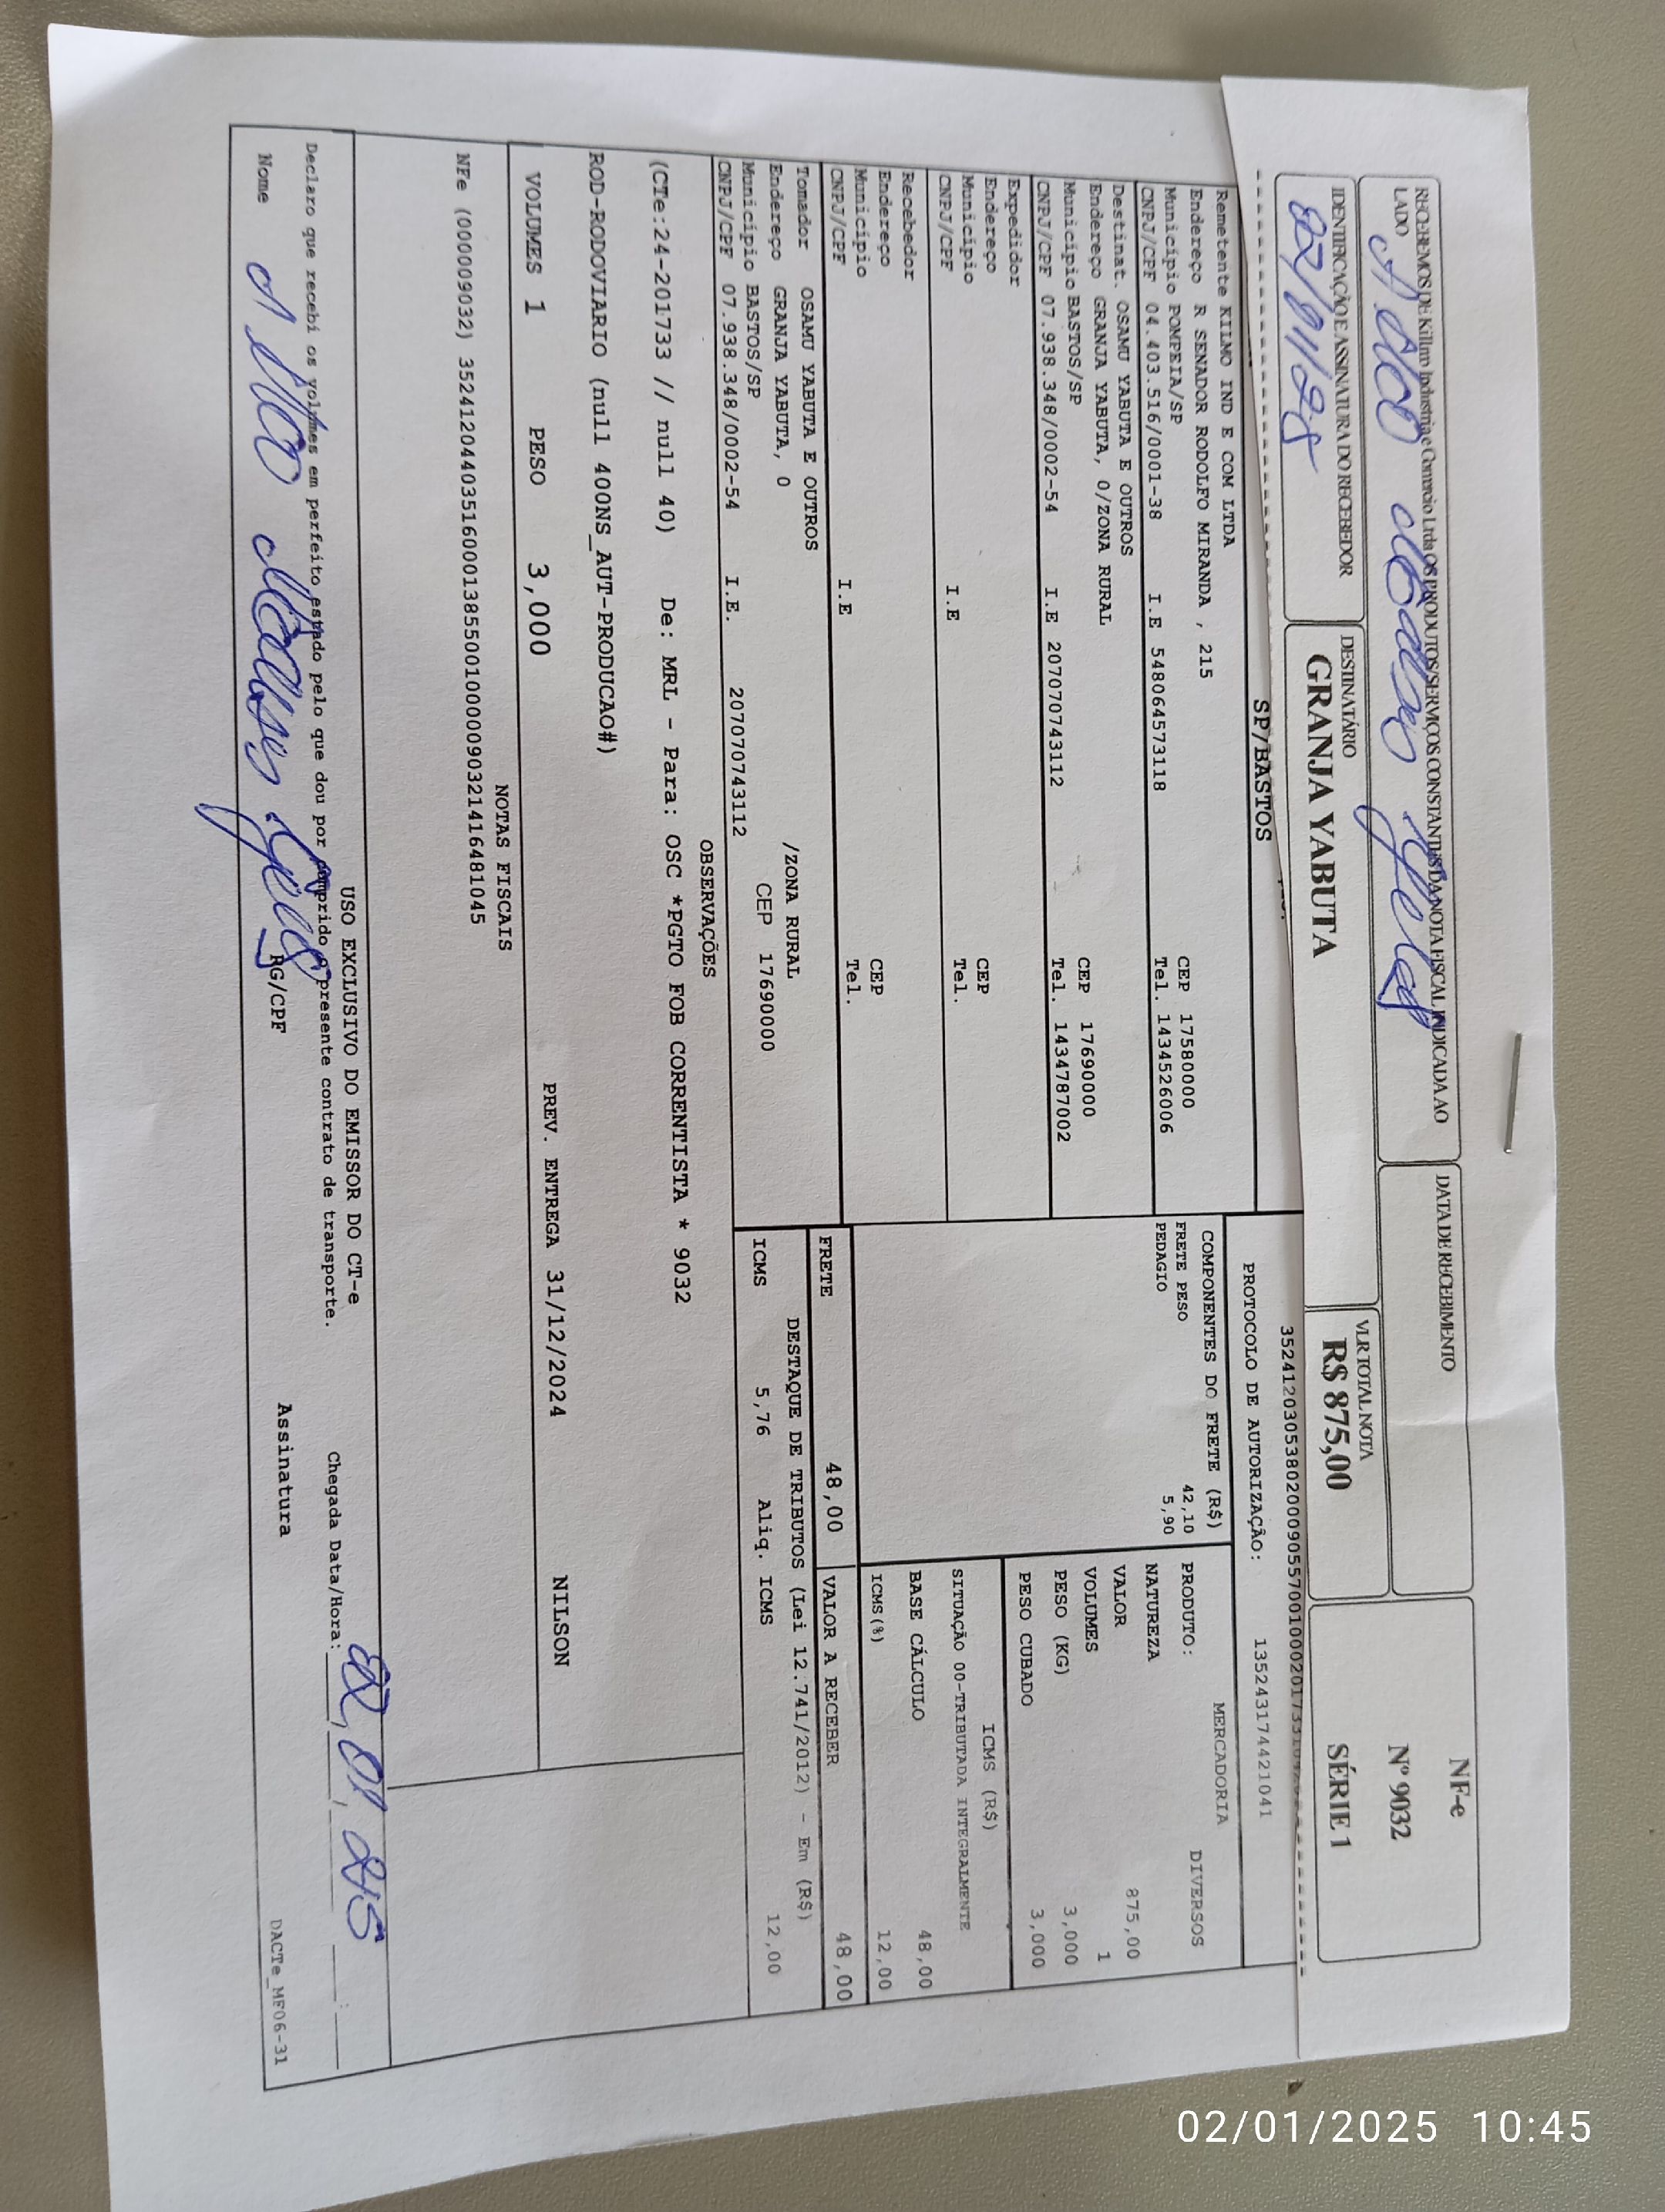 RECEBEMOS DE Killmo Industria e Comercio Ltda OS PRODUTOS/SERVIÇOS CONSTANTES DA NOTA FISCAL INDICADA AO
LADO
DATA DE RECEBIMENTO
NF-e
Nº 9032
SÉRIE 1
IDENTIFICAÇÃO E ASSINATURA DO RECEBEDOR
02/01/25
DESTINATÁRIO
GRANJA YABUTA
VLR TOTAL NOTA
R$ 875,00
SP/BASTOS
PROTOCOLO DE AUTORIZAÇÃO:
135243174421041
Remetente KILMO IND E COM LTDA
Endereço R SENADOR RODOLFO MIRANDA , 215
Município POMPEIA/SP CEP 17580000
CNPJ/CPF 04.403.516/0001-38 I.E 548064573118 Tel. 1434526006
Destinat. OSAMU YABUTA E OUTROS
Endereço GRANJA YABUTA, 0/ZONA RURAL
Município BASTOS/SP CEP 17690000
CNPJ/CPF 07.938.348/0002-54 I.E 207070743112 Tel. 1434787002
Expedidor
Endereço
Município CEP
CNPJ/CPF I.E Tel.
Recebedor
Endereço
Município CEP
CNPJ/CPF I.E Tel.
Tomador OSAMU YABUTA E OUTROS
Endereço GRANJA YABUTA, 0 /ZONA RURAL
Município BASTOS/SP CEP 17690000
CNPJ/CPF 07.938.348/0002-54 I.E. 207070743112
COMPONENTES DO FRETE (R$)
FRETE PESO 42,10
PEDAGIO 5,90
MERCADORIA
PRODUTO: DIVERSOS
NATUREZA
VALOR 875,00
VOLUMES 1
PESO (KG) 3,000
PESO CUBADO 3,000
ICMS (R$)
SITUAÇÃO 00-TRIBUTADA INTEGRALMENTE
BASE CÁLCULO 48,00
ICMS(%) 12,00
FRETE 48,00 VALOR A RECEBER 48,00
DESTAQUE DE TRIBUTOS (Lei 12.741/2012) - Em (R$)
ICMS 5,76 Aliq. ICMS 12,00
OBSERVAÇÕES
(CTe:24-201733 // null 40) De: MRL - Para: OSC *PGTO FOB CORRENTISTA * 9032
ROD-RODOVIARIO (null 400NS_AUT-PRODUCAO#)
VOLUMES 1 PESO 3,000 PREV. ENTREGA 31/12/2024 NILSON
NOTAS FISCAIS
NFe (000009032) 35241204403516000138550010000090321416481045
USO EXCLUSIVO DO EMISSOR DO CT-e
Declaro que recebi os volumes em perfeito estado pelo que dou por cumprido o presente contrato de transporte.
Chegada Data/Hora: 02/01/25 :
Nome RG/CPF Assinatura
DACTe_MF06-31
02/01/2025 10:45